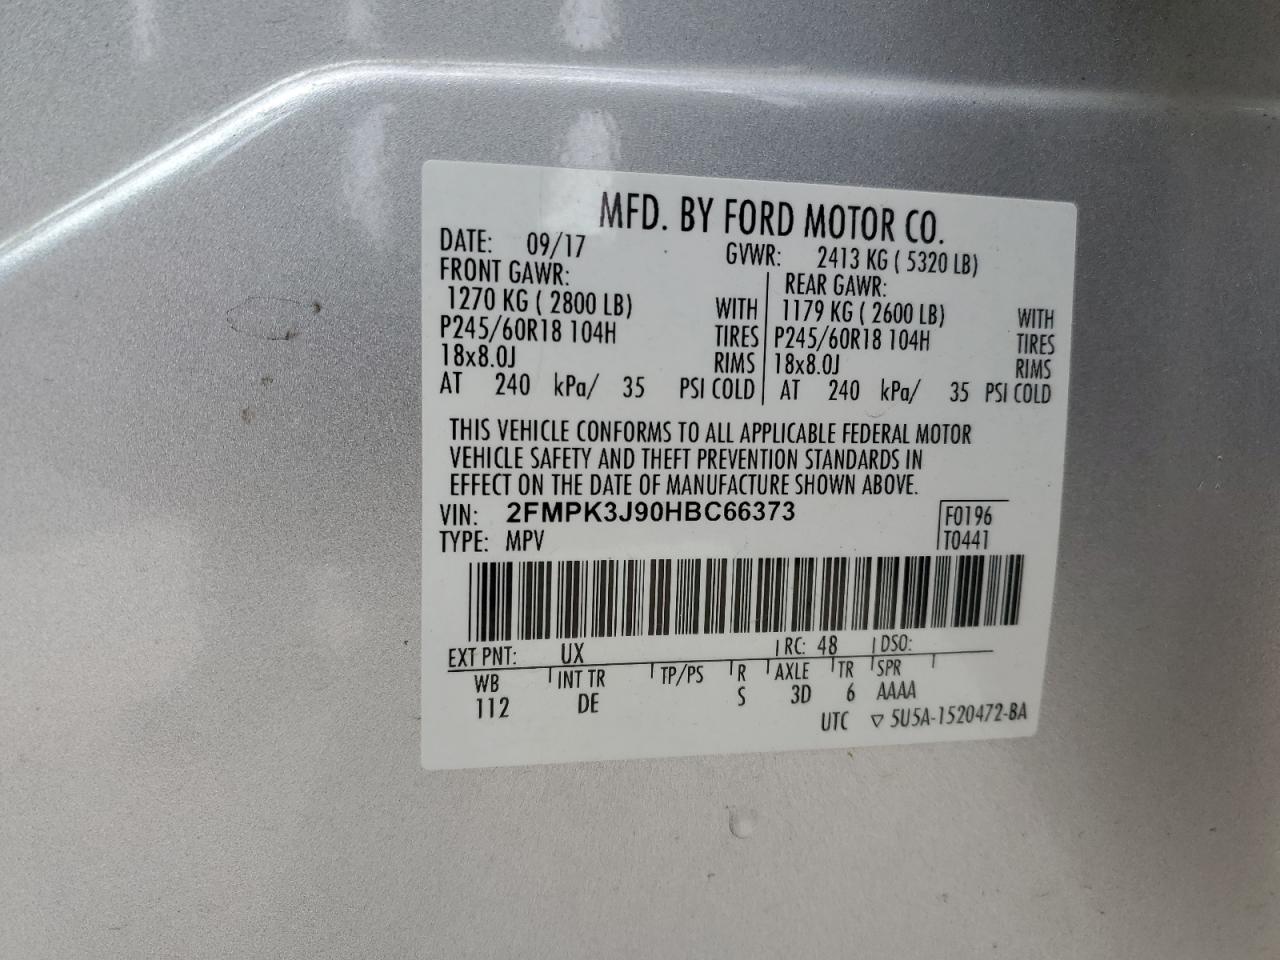 MFD. BY FORD MOTOR CO.
DATE: 09/17 GVWR: 2413 KG ( 5320 LB)
FRONT GAWR: REAR GAWR:
1270 KG ( 2800 LB) WITH 1179 KG ( 2600 LB) WITH
P245/60R18 104H TIRES P245/60R18 104H TIRES
18x8.0J RIMS 18x8.0J RIMS
AT 240 kPa/ 35 PSI COLD AT 240 kPa/ 35 PSI COLD
THIS VEHICLE CONFORMS TO ALL APPLICABLE FEDERAL MOTOR
VEHICLE SAFETY AND THEFT PREVENTION STANDARDS IN
EFFECT ON THE DATE OF MANUFACTURE SHOWN ABOVE.
VIN: 2FMPK3J90HBC66373 F0196
TYPE: MPV T0441
EXT PNT: UX RC: 48 DSO:
WB INT TR TP/PS R AXLE TR SPR
112 DE S 3D 6 AAAA
UTC ▽ 5U5A-1520472-BA